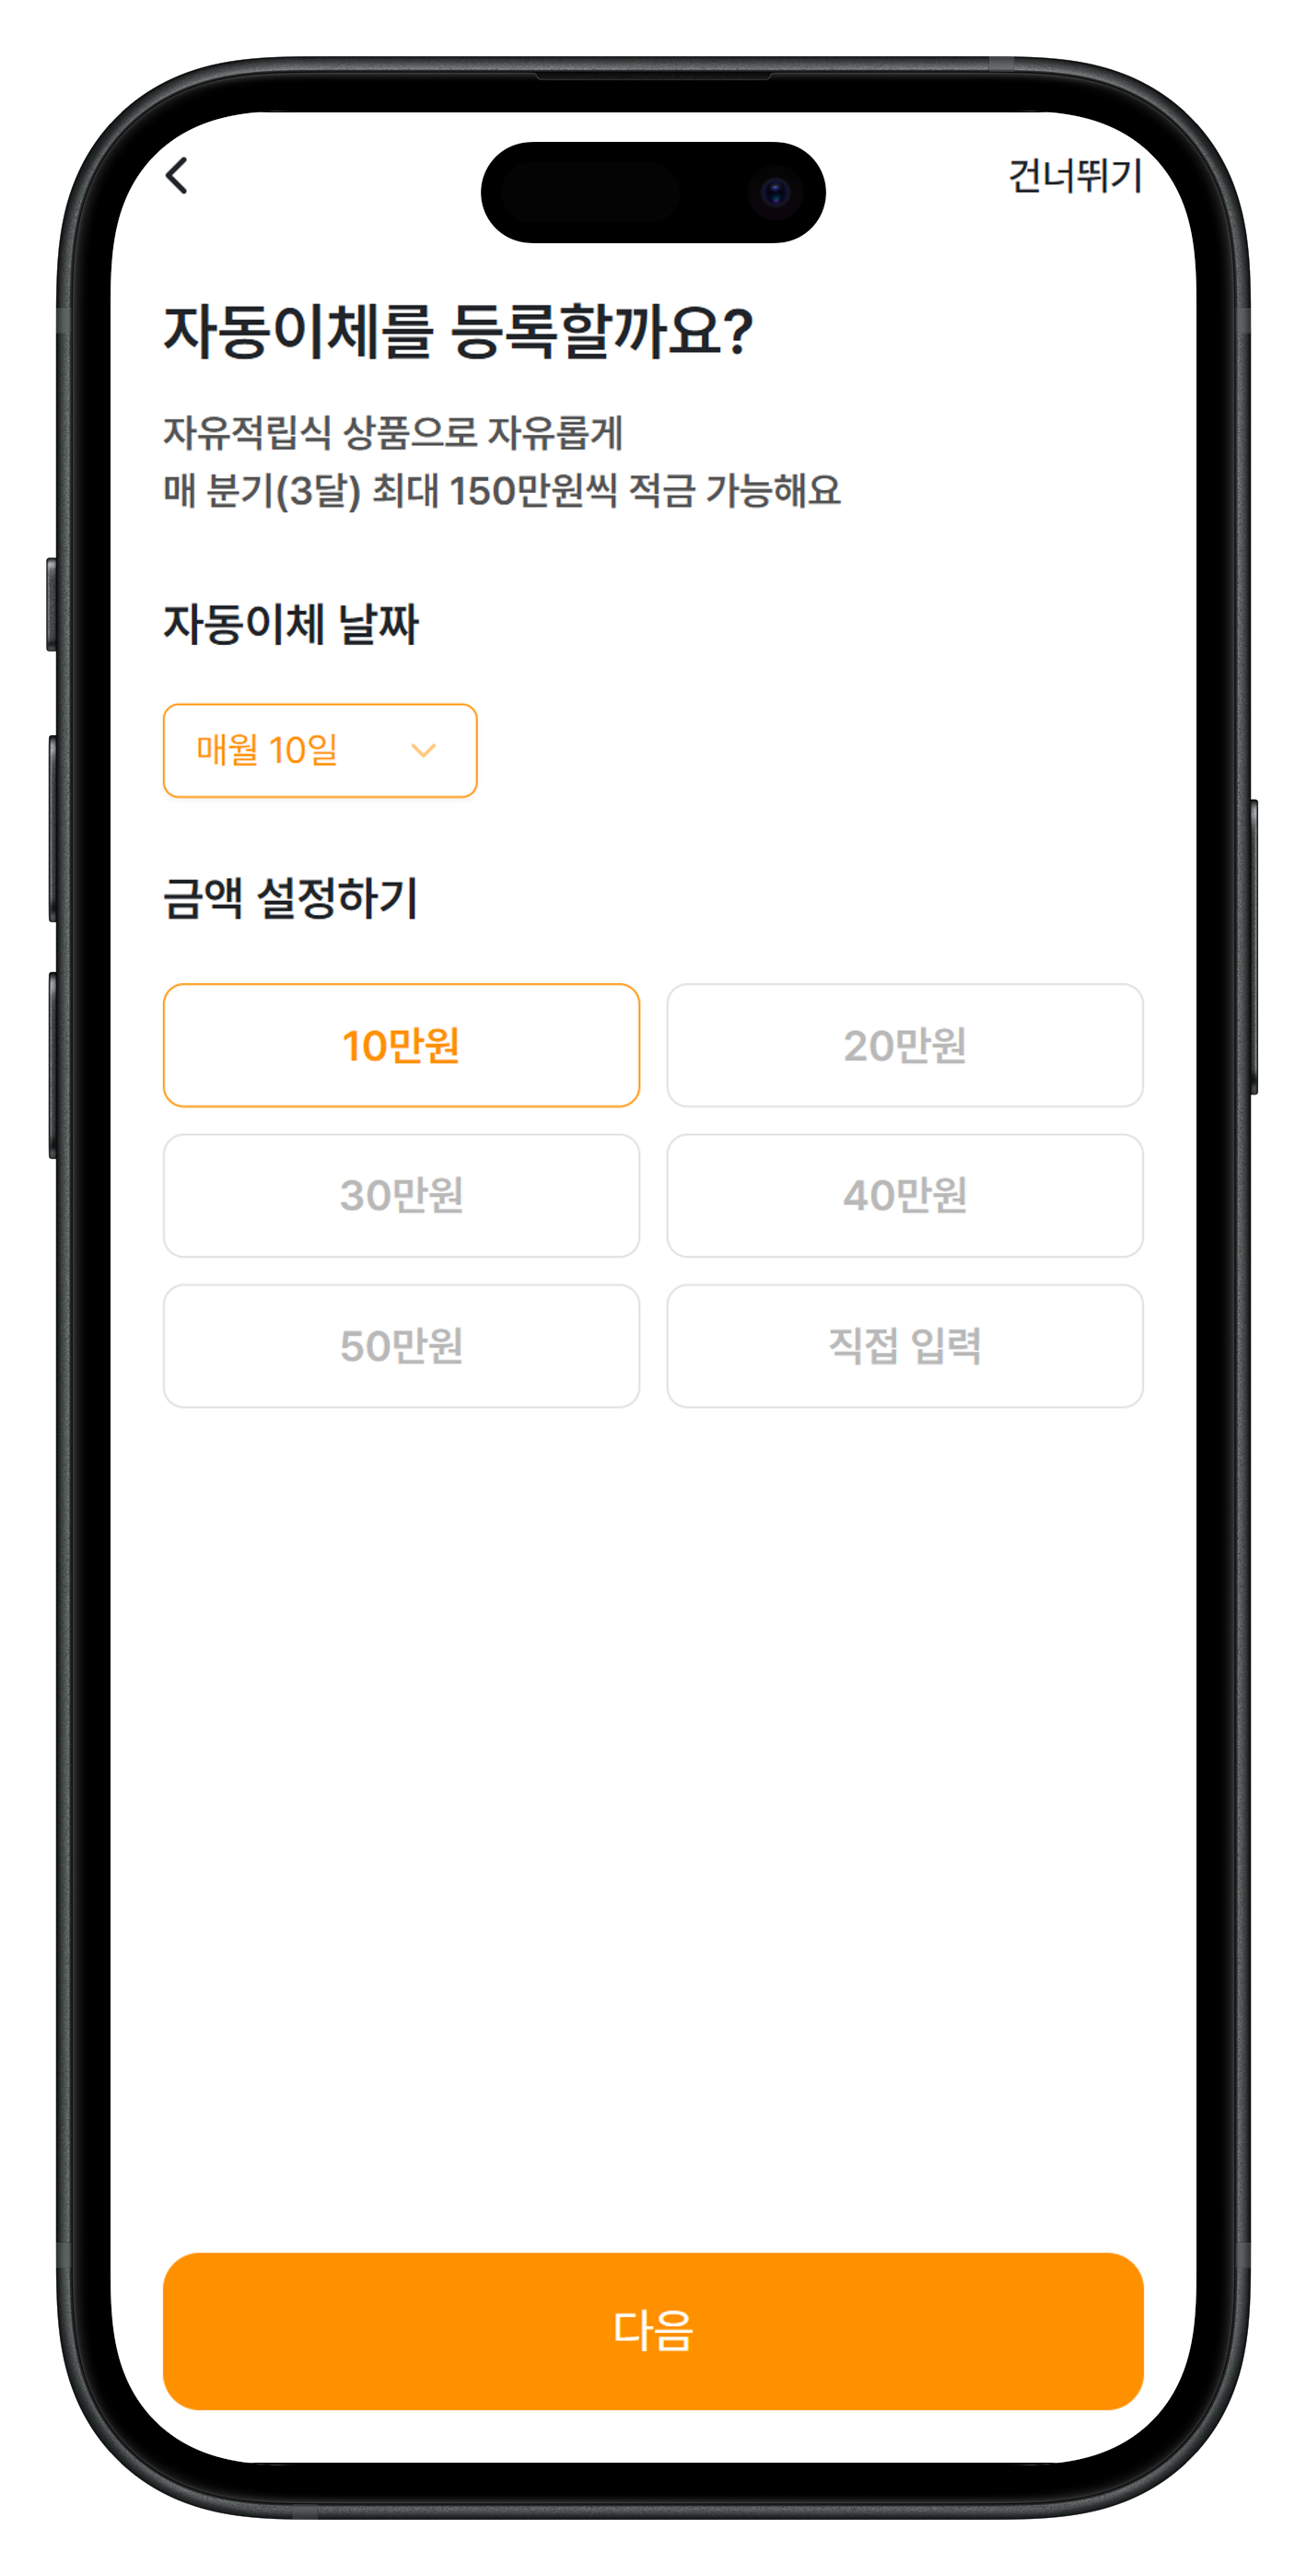 건너뛰기
자동이체를 등록할까요?
자유적립식 상품으로 자유롭게
매 분기(3달) 최대 150만원씩 적금 가능해요
자동이체 날짜
매월 10일
금액 설정하기
10만원
20만원
30만원
40만원
50만원
직접 입력
다음